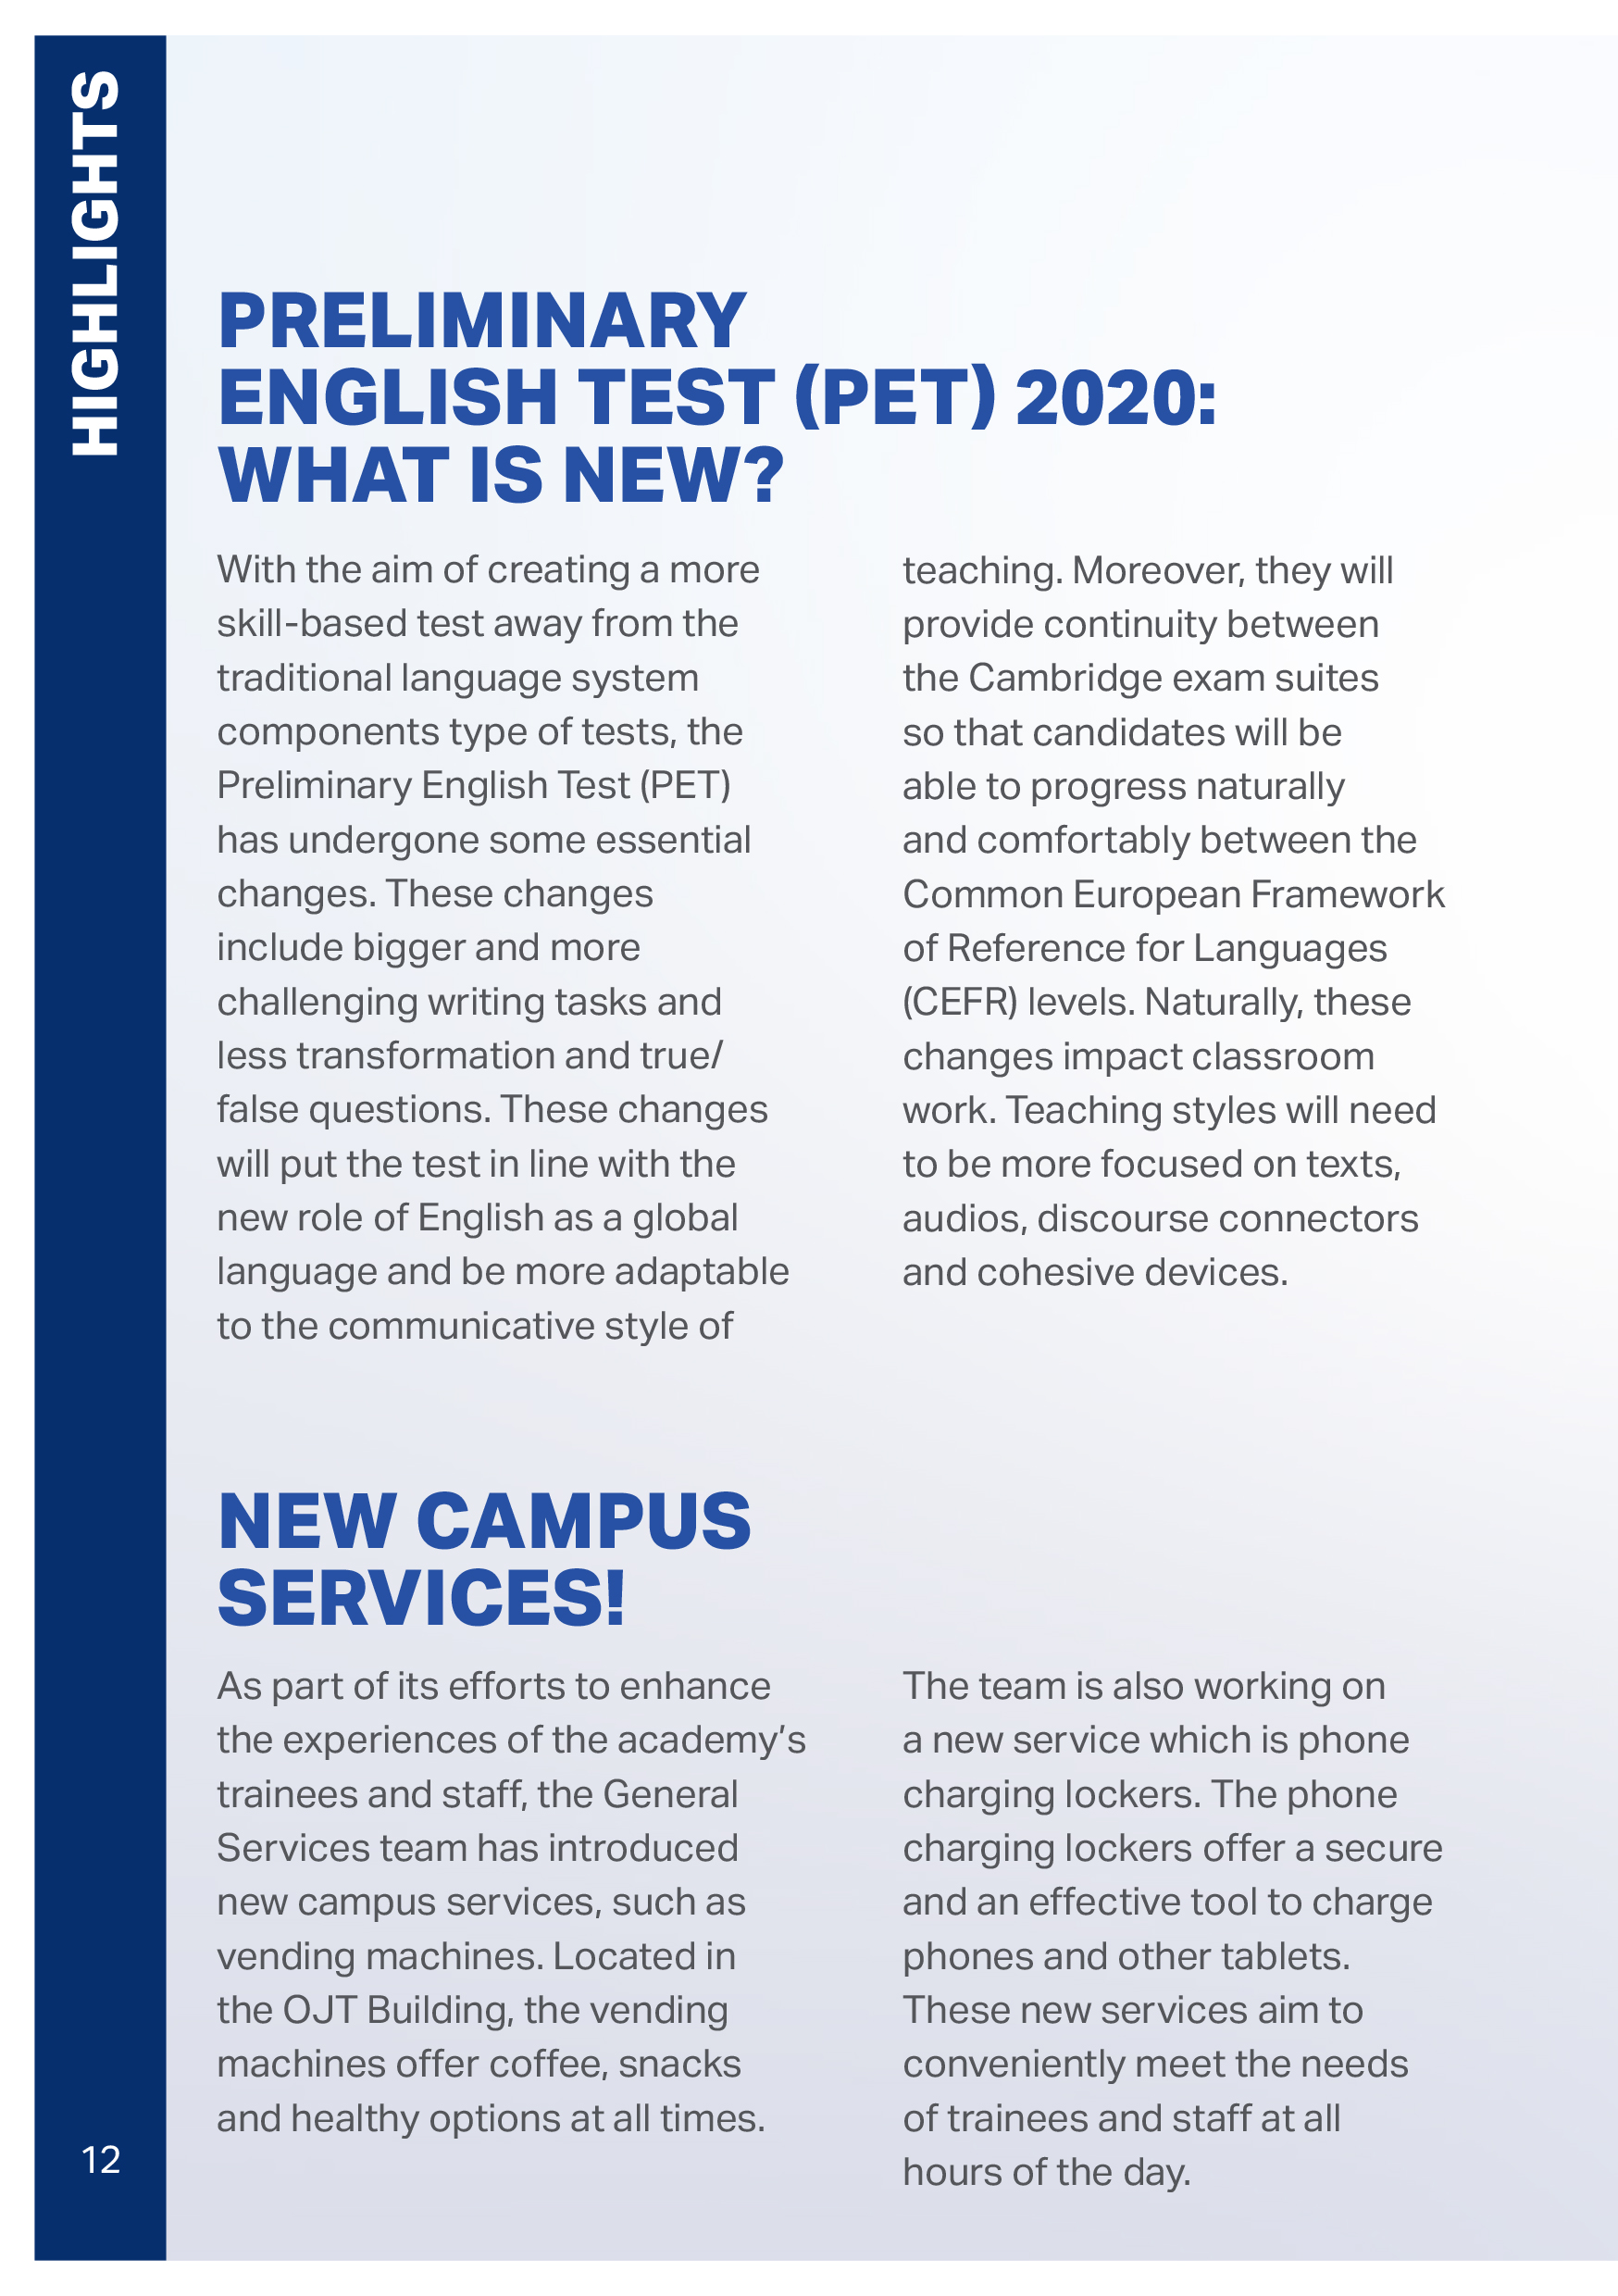 HIGHLIGHTS
PRELIMINARY
ENGLISH TEST (PET) 2020:
WHAT IS NEW?
With the aim of creating a more
skill-based test away from the
traditional language system
components type of tests, the
Preliminary English Test (PET)
has undergone some essential
changes. These changes
include bigger and more
challenging writing tasks and
less transformation and true/
false questions. These changes
will put the test in line with the
new role of English as a global
language and be more adaptable
to the communicative style of
teaching. Moreover, they will
provide continuity between
the Cambridge exam suites
so that candidates will be
able to progress naturally
and comfortably between the
Common European Framework
of Reference for Languages
(CEFR) levels. Naturally, these
changes impact classroom
work. Teaching styles will need
to be more focused on texts,
audios, discourse connectors
and cohesive devices.
NEW CAMPUS
SERVICES!
As part of its efforts to enhance
the experiences of the academy's
trainees and staff, the General
Services team has introduced
new campus services, such as
vending machines. Located in
the OJT Building, the vending
machines offer coffee, snacks
and healthy options at all times.
The team is also working on
a new service which is phone
charging lockers. The phone
charging lockers offer a secure
and an effective tool to charge
phones and other tablets.
These new services aim to
conveniently meet the needs
of trainees and staff at all
hours of the day.
12